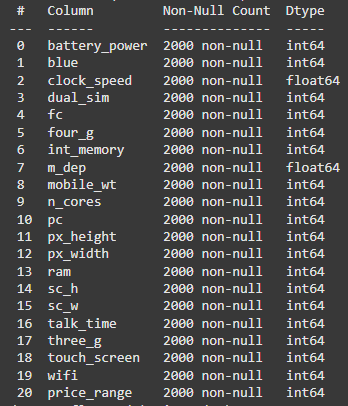 #   Column         Non-Null Count  Dtype
---  ------         --------------  -----
 0   battery_power  2000 non-null   int64
 1   blue           2000 non-null   int64
 2   clock_speed    2000 non-null   float64
 3   dual_sim       2000 non-null   int64
 4   fc             2000 non-null   int64
 5   four_g         2000 non-null   int64
 6   int_memory     2000 non-null   int64
 7   m_dep          2000 non-null   float64
 8   mobile_wt      2000 non-null   int64
 9   n_cores        2000 non-null   int64
 10  pc             2000 non-null   int64
 11  px_height      2000 non-null   int64
 12  px_width       2000 non-null   int64
 13  ram            2000 non-null   int64
 14  sc_h           2000 non-null   int64
 15  sc_w           2000 non-null   int64
 16  talk_time      2000 non-null   int64
 17  three_g        2000 non-null   int64
 18  touch_screen   2000 non-null   int64
 19  wifi           2000 non-null   int64
 20  price_range    2000 non-null   int64